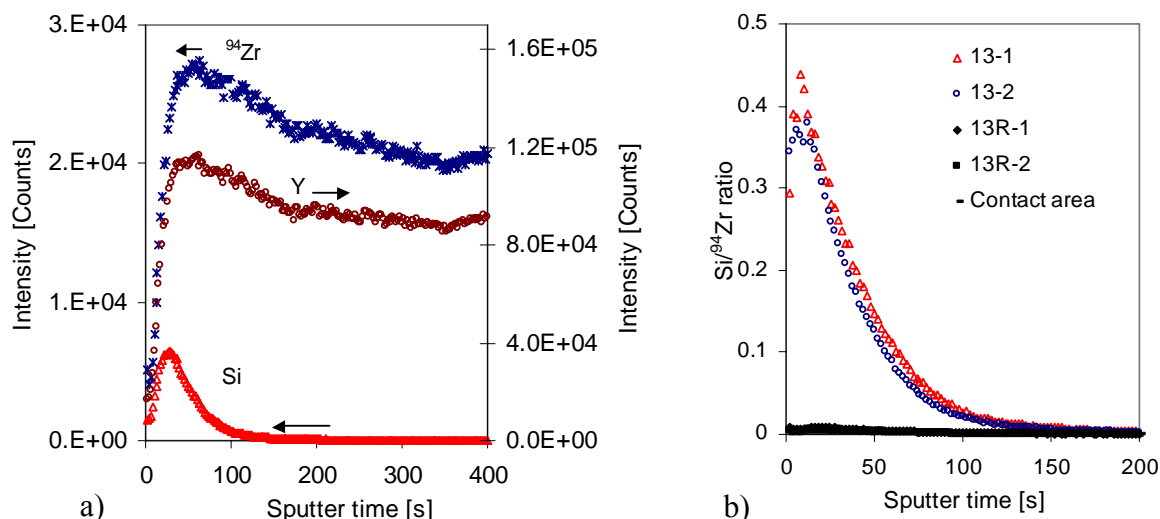 3.E+04
2.E+04
1.E+04
0.E+00
Intensity [Counts]
94Zr
Y
Si
1.6E+05
1.2E+05
8.0E+04
4.0E+04
0.0E+00
Intensity [Counts]
0 100 200 300 400
Sputter time [s]
a)
0.5
0.4
0.3
0.2
0.1
0
Si/94Zr ratio
13-1
13-2
13R-1
13R-2
Contact area
0 50 100 150 200
Sputter time [s]
b)